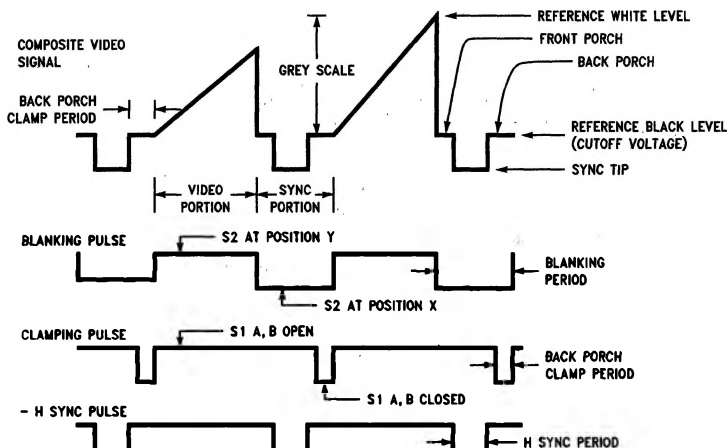 REFERENCE WHITE LEVEL
FRONT PORCH
COMPOSITE VIDEO
SIGNAL
GREY SCALE
BACK PORCH
BACK PORCH
CLAMP PERIOD
REFERENCE BLACK LEVEL
(CUTOFF VOLTAGE)
SYNC TIP
VIDEO
PORTION
SYNC
PORTION
BLANKING PULSE
S2 AT POSITION Y
BLANKING
PERIOD
S2 AT POSITION X
CLAMPING PULSE
S1 A, B OPEN
BACK PORCH
CLAMP PERIOD
S1 A, B CLOSED
- H SYNC PULSE
H SYNC PERIOD